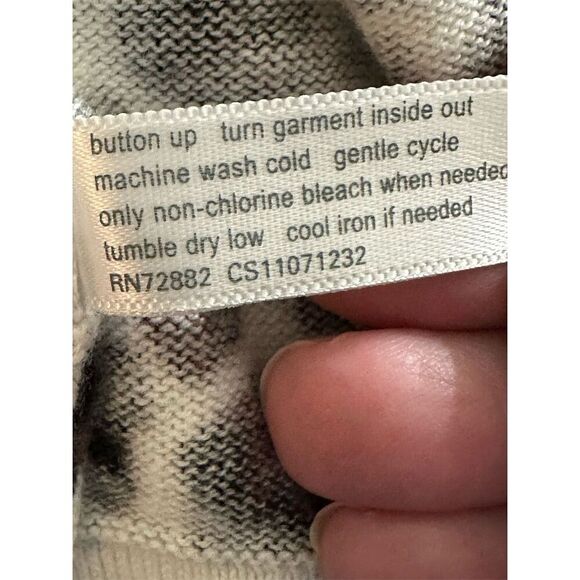 button up turn garment inside out
machine wash cold gentle cycle
only non-chlorine bleach when needed
tumble dry low cool iron if needed
RN72882 CS11071232